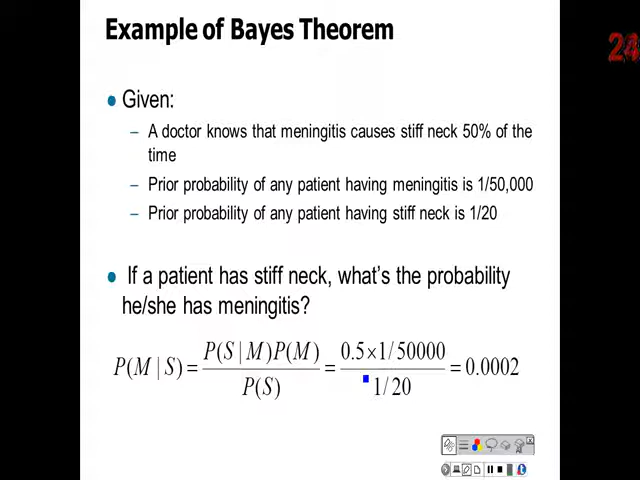 Example of Bayes Theorem
24
● Given:
– A doctor knows that meningitis causes stiff neck 50% of the
time
– Prior probability of any patient having meningitis is 1/50,000
– Prior probability of any patient having stiff neck is 1/20
● If a patient has stiff neck, what's the probability
he/she has meningitis?
P(M | S) = P(S | M)P(M) / P(S) = 0.5×1/50000 / 1/20 = 0.0002